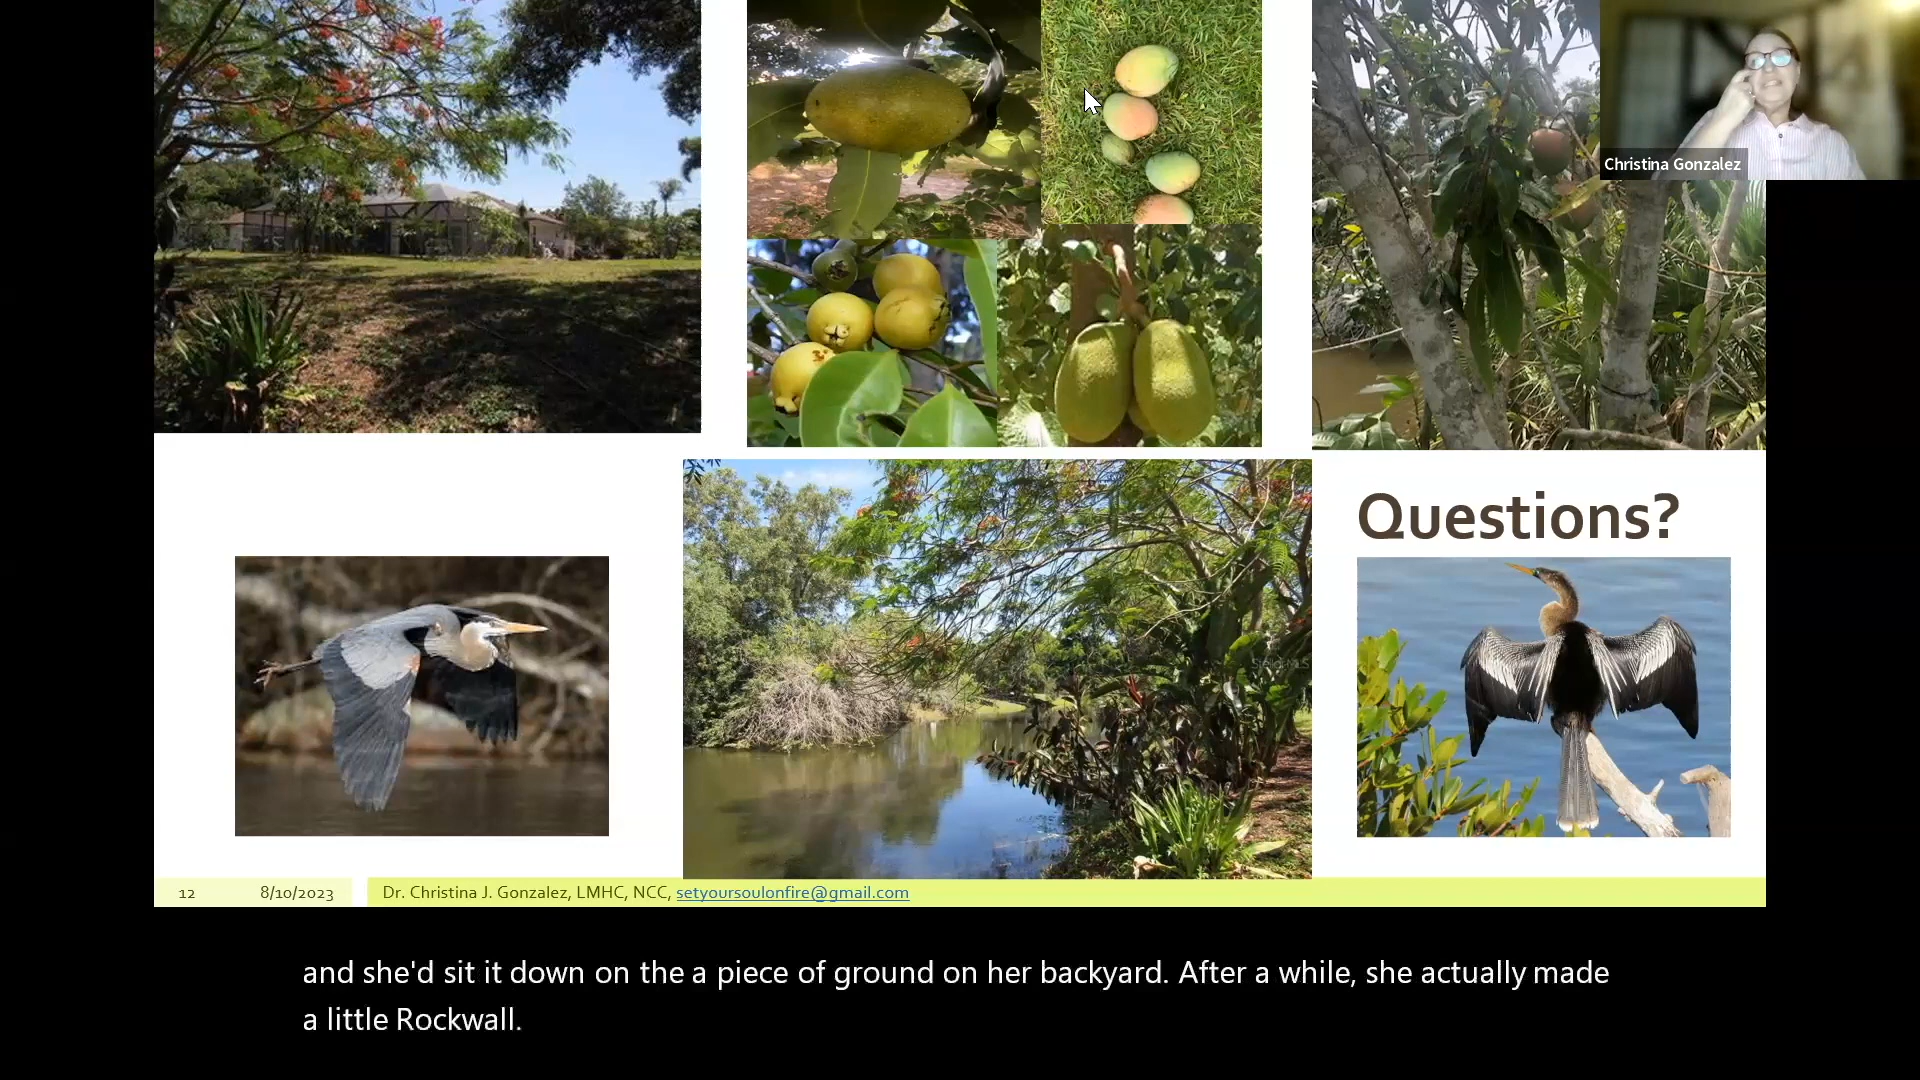 Christina Gonzalez
Questions?
12 8/10/2023 Dr. Christina J. Gonzalez, LMHC, NCC, setyoursoulonfire@gmail.com
and she'd sit it down on the a piece of ground on her backyard. After a while, she actually made
a little Rockwall.